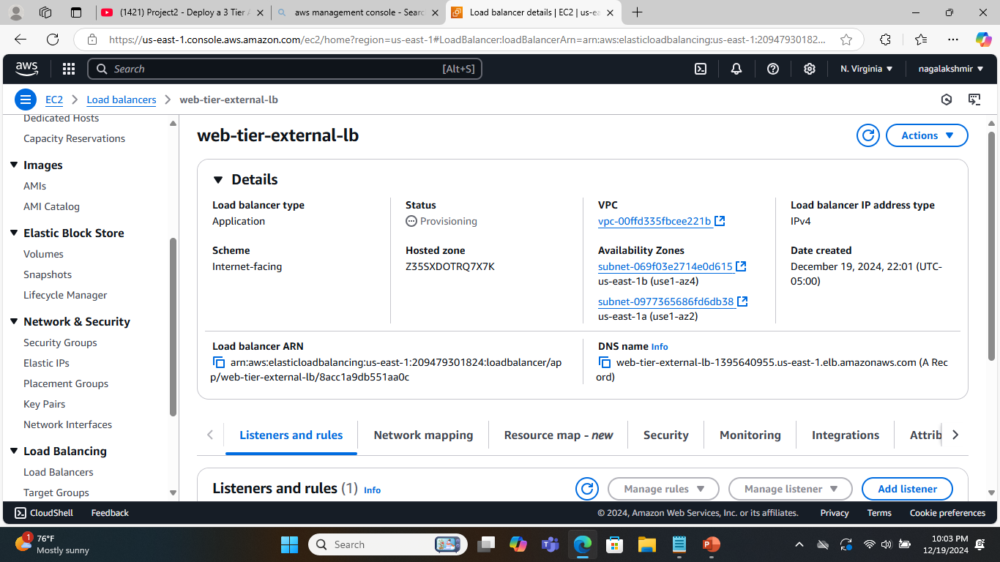 (1421) Project2 - Deploy a 3 Tier A
aws management console - Searc
Load balancer details | EC2 | us-ea
https://us-east-1.console.aws.amazon.com/ec2/home?region=us-east-1#LoadBalancer:loadBalancerArn=arn:aws:elasticloadbalancing:us-east-1:20947930182...
aws
Search
[Alt+S]
N. Virginia
nagalakshmir
EC2
Load balancers
web-tier-external-lb
Dedicated Hosts
Capacity Reservations
Images
AMIs
AMI Catalog
Elastic Block Store
Volumes
Snapshots
Lifecycle Manager
Network & Security
Security Groups
Elastic IPs
Placement Groups
Key Pairs
Network Interfaces
Load Balancing
Load Balancers
Target Groups
web-tier-external-lb
Actions
Details
Load balancer type
Application
Status
Provisioning
VPC
vpc-00ffd335fbcee221b
Load balancer IP address type
IPv4
Scheme
Internet-facing
Hosted zone
Z35SXDOTRQ7X7K
Availability Zones
subnet-069f03e2714e0d615
us-east-1b (use1-az4)
subnet-0977365686fd6db38
us-east-1a (use1-az2)
Date created
December 19, 2024, 22:01 (UTC-
05:00)
Load balancer ARN
arn:aws:elasticloadbalancing:us-east-1:209479301824:loadbalancer/ap
p/web-tier-external-lb/8acc1a9db551aa0c
DNS name Info
web-tier-external-lb-1395640955.us-east-1.elb.amazonaws.com (A Rec
ord)
Listeners and rules
Network mapping
Resource map - new
Security
Monitoring
Integrations
Attrib
Listeners and rules (1) Info
Manage rules
Manage listener
Add listener
CloudShell
Feedback
© 2024, Amazon Web Services, Inc. or its affiliates.
Privacy
Terms
Cookie preferences
1
76°F
Mostly sunny
Search
10:03 PM
12/19/2024